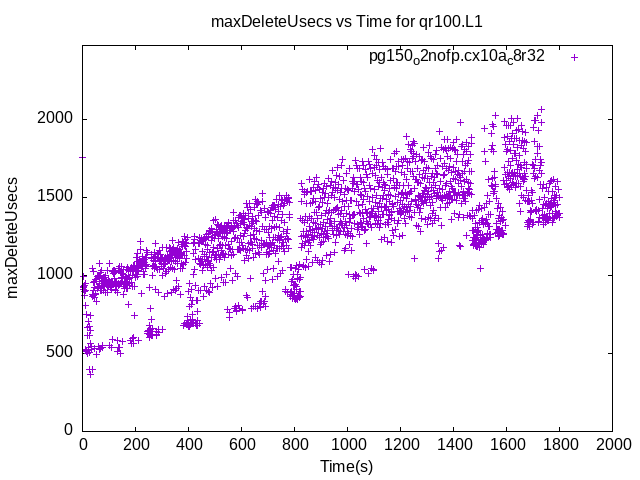 maxDeleteUsecs vs Time for qr100.L1
pg150o2nofp.cx10ac8r32
maxDeleteUsecs
2000
1500
1000
500
0
0 200 400 600 800 1000 1200 1400 1600 1800 2000
Time(s)